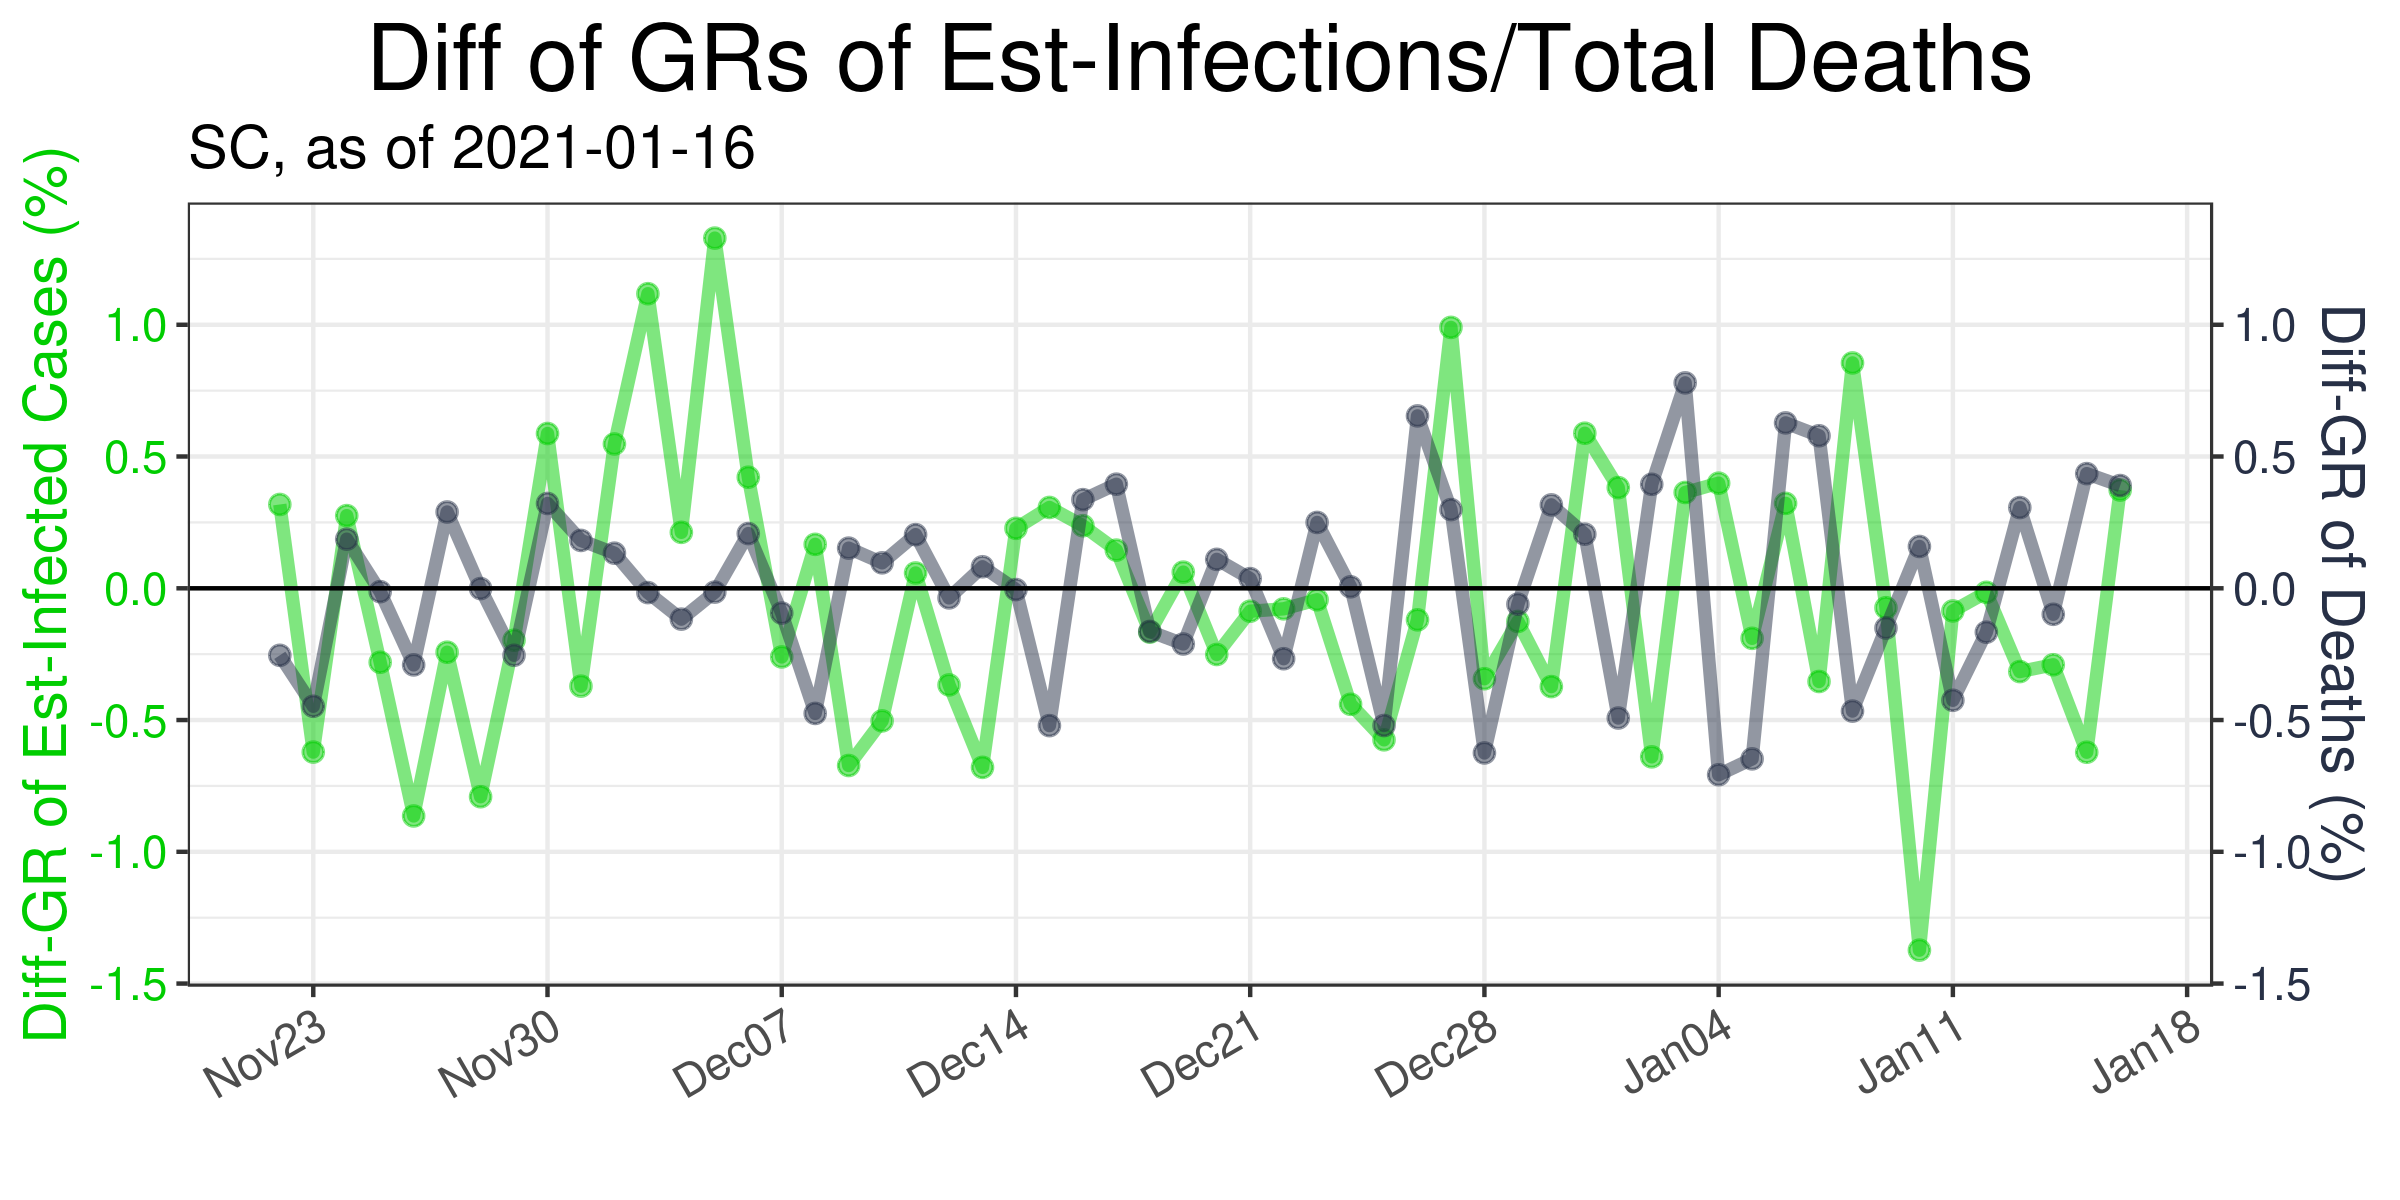 Diff of GRs of Est-Infections/Total Deaths
SC, as of 2021-01-16
Diff-GR of Est-Infected Cases (%)
1.0
0.5
0.0
-0.5
-1.0
-1.5
1.0
0.5
0.0
-0.5
-1.0
-1.5
Diff-GR of Deaths (%)
Nov23
Nov30
Dec07
Dec14
Dec21
Dec28
Jan04
Jan11
Jan18